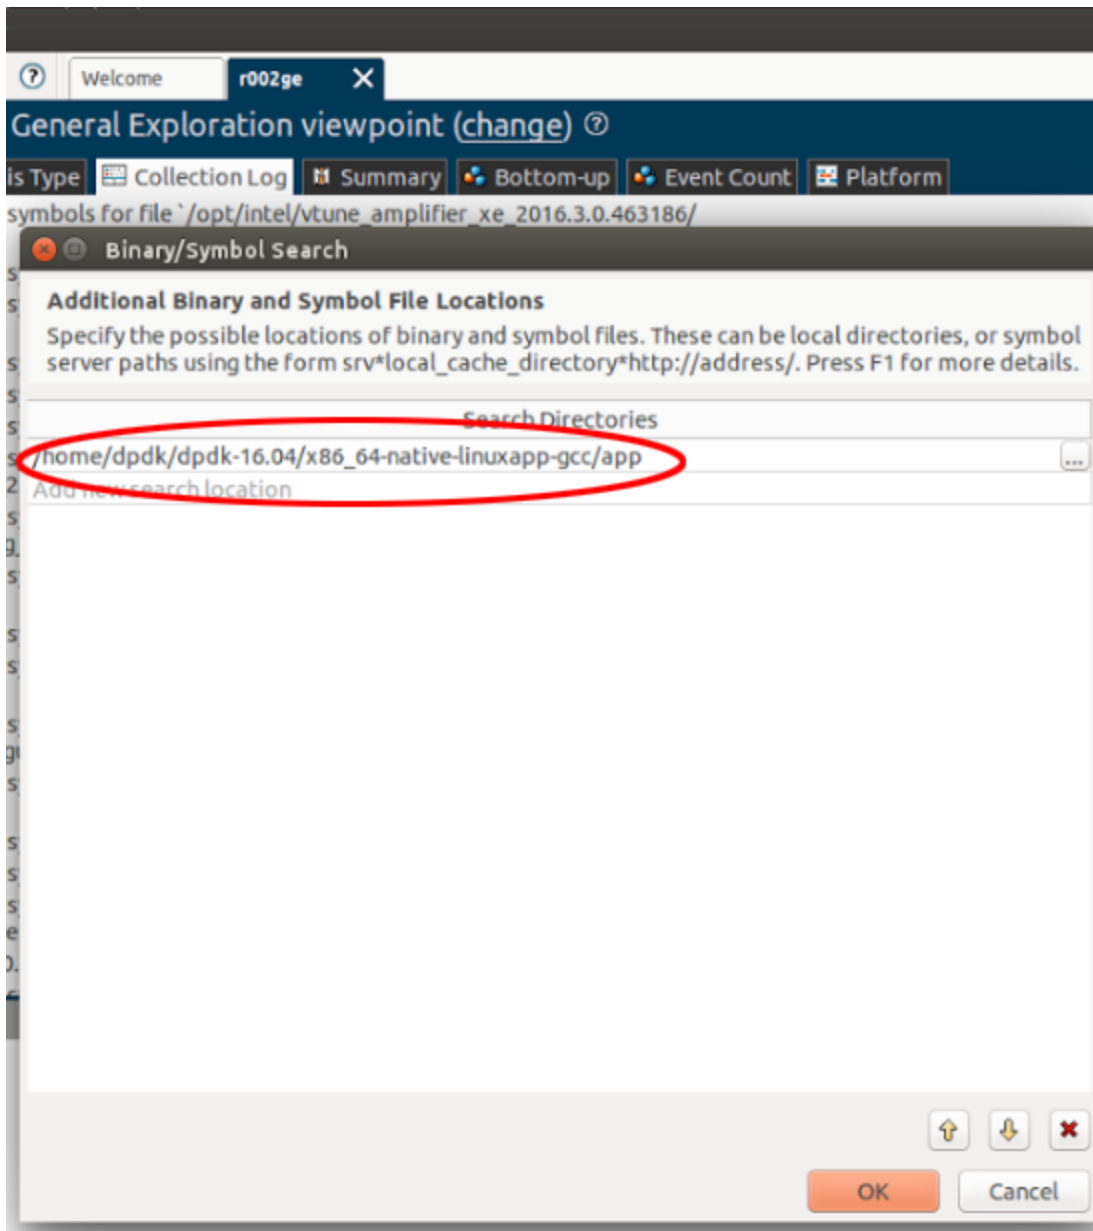 Welcome r002ge
General Exploration viewpoint (change)
is Type Collection Log Summary Bottom-up Event Count Platform
symbols for file `/opt/intel/vtune_amplifier_xe_2016.3.0.463186/
Binary/Symbol Search
Additional Binary and Symbol File Locations
Specify the possible locations of binary and symbol files. These can be local directories, or symbol
server paths using the form srv*local_cache_directory*http://address/. Press F1 for more details.
Search Directories
/home/dpdk/dpdk-16.04/x86_64-native-linuxapp-gcc/app
...
Add new search location
OK Cancel